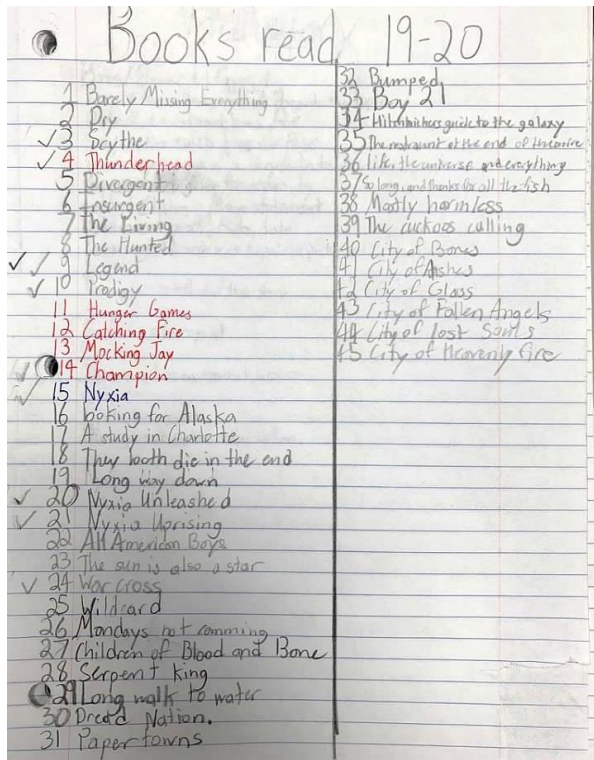 Books read 19-20
1 Barely Missing Everything
2 Dry
✓3 Scythe
✓4 Thunderhead
5 Divergent
6 Insurgent
7 The Living
8 The Hunted
✓✓9 Legend
✓10 Prodigy
11 Hunger Games
12 Catching Fire
13 Mocking Jay
✓14 Champion
✓15 Nyxia
16 looking for Alaska
17 A study in Charlotte
18 They both die in the end
19 Long way down
✓20 Nyxia Unleashed
✓21 Nyxia Uprising
22 All American Boys
23 The sun is also a star
✓24 Warcross
25 Wildcard
26 Mondays not comming
27 Children of Blood and Bone
28 Serpent King
29 Long walk to water
30 Dread Nation.
31 Paper towns
32 Bumped
33 Boy 21
34 Hitchhickers guide to the galaxy
35 The restraunt at the end of the
36 life the universe and everything
37 So long, and thanks for all the fish
38 Mostly harmless
39 The cuckoos calling
40 City of Bones
41 City of Ashes
42 City of Glass
43 City of Fallen Angels
44 City of lost Souls
45 City of Heavenly fire